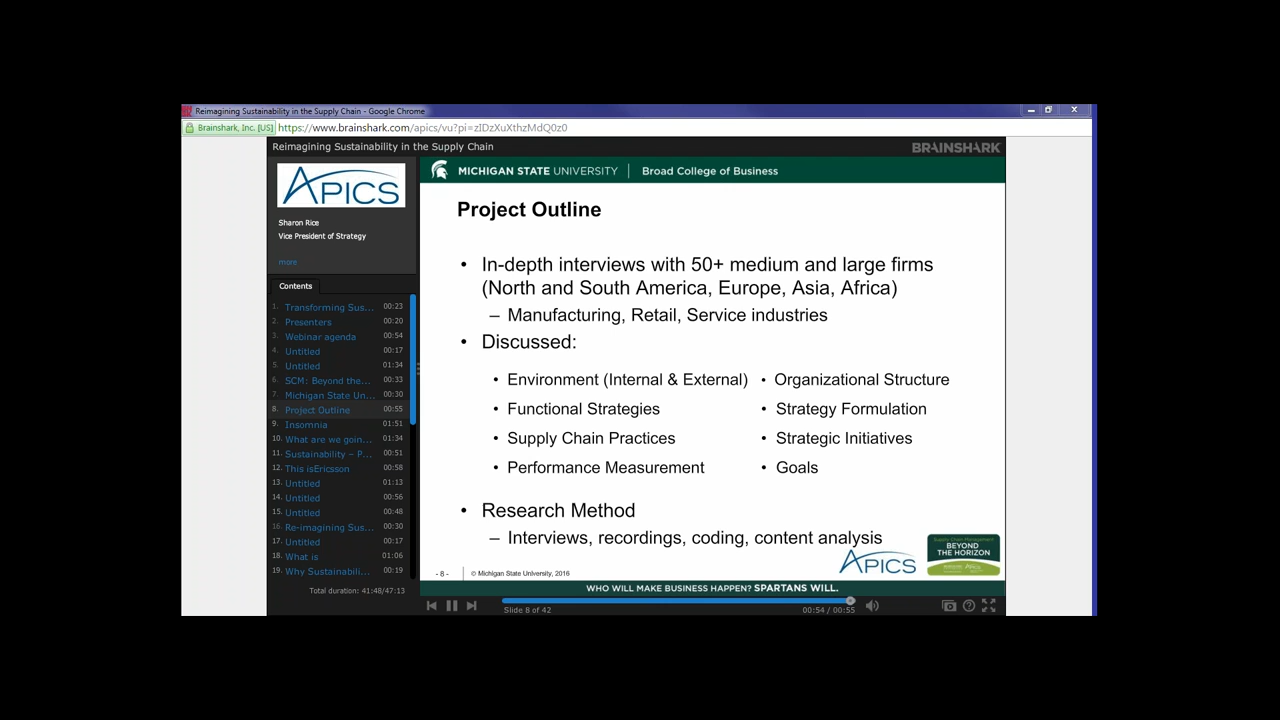 Reimagining Sustainability in the Supply Chain - Google Chrome
Brainshark, Inc. [US] https://www.brainshark.com/apics/vu?pi=zIDzXuXthzMdQ0z0
Reimagining Sustainability in the Supply Chain
BRAINSHARK
APICS
Sharon Rice
Vice President of Strategy
more
Contents
1. Transforming Sus... 00:23
2. Presenters 00:20
3. Webinar agenda 00:54
4. Untitled 00:17
5. Untitled 01:34
6. SCM: Beyond the... 00:33
7. Michigan State Un... 00:30
8. Project Outline 00:55
9. Insomnia 01:51
10. What are we goin... 01:34
11. Sustainability – P... 00:51
12. This isEricsson 00:58
13. Untitled 01:13
14. Untitled 00:56
15. Untitled 00:48
16. Re-imagining Sus... 00:30
17. Untitled 00:17
18. What is 01:06
19. Why Sustainabili... 00:19
Total duration: 41:48/47:13
MICHIGAN STATE UNIVERSITY | Broad College of Business
Project Outline
• In-depth interviews with 50+ medium and large firms
(North and South America, Europe, Asia, Africa)
– Manufacturing, Retail, Service industries
• Discussed:
• Environment (Internal & External)
• Functional Strategies
• Supply Chain Practices
• Performance Measurement
• Organizational Structure
• Strategy Formulation
• Strategic Initiatives
• Goals
• Research Method
– Interviews, recordings, coding, content analysis
APICS
Supply Chain Management
BEYOND
THE HORIZON
- 8 -
© Michigan State University, 2016
WHO WILL MAKE BUSINESS HAPPEN? SPARTANS WILL.
Slide 8 of 42
00:54 / 00:55